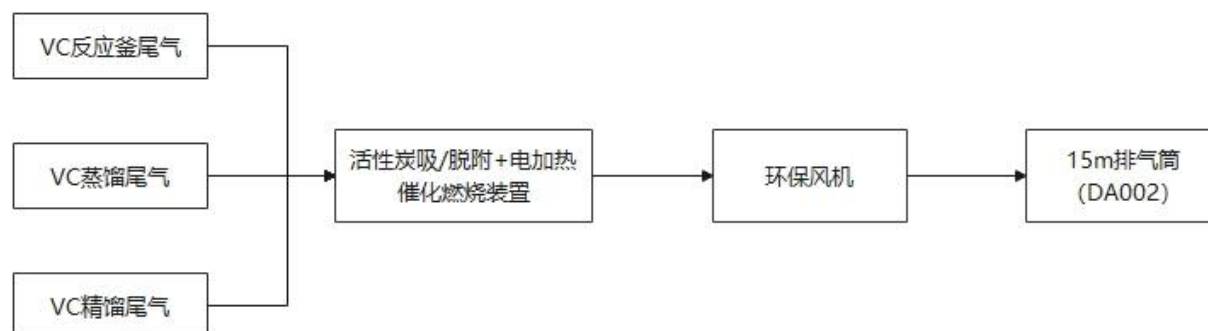 VC反应釜尾气
VC蒸馏尾气
VC精馏尾气
活性炭吸/脱附+电加热
催化燃烧装置
环保风机
15m排气筒
（DA002）